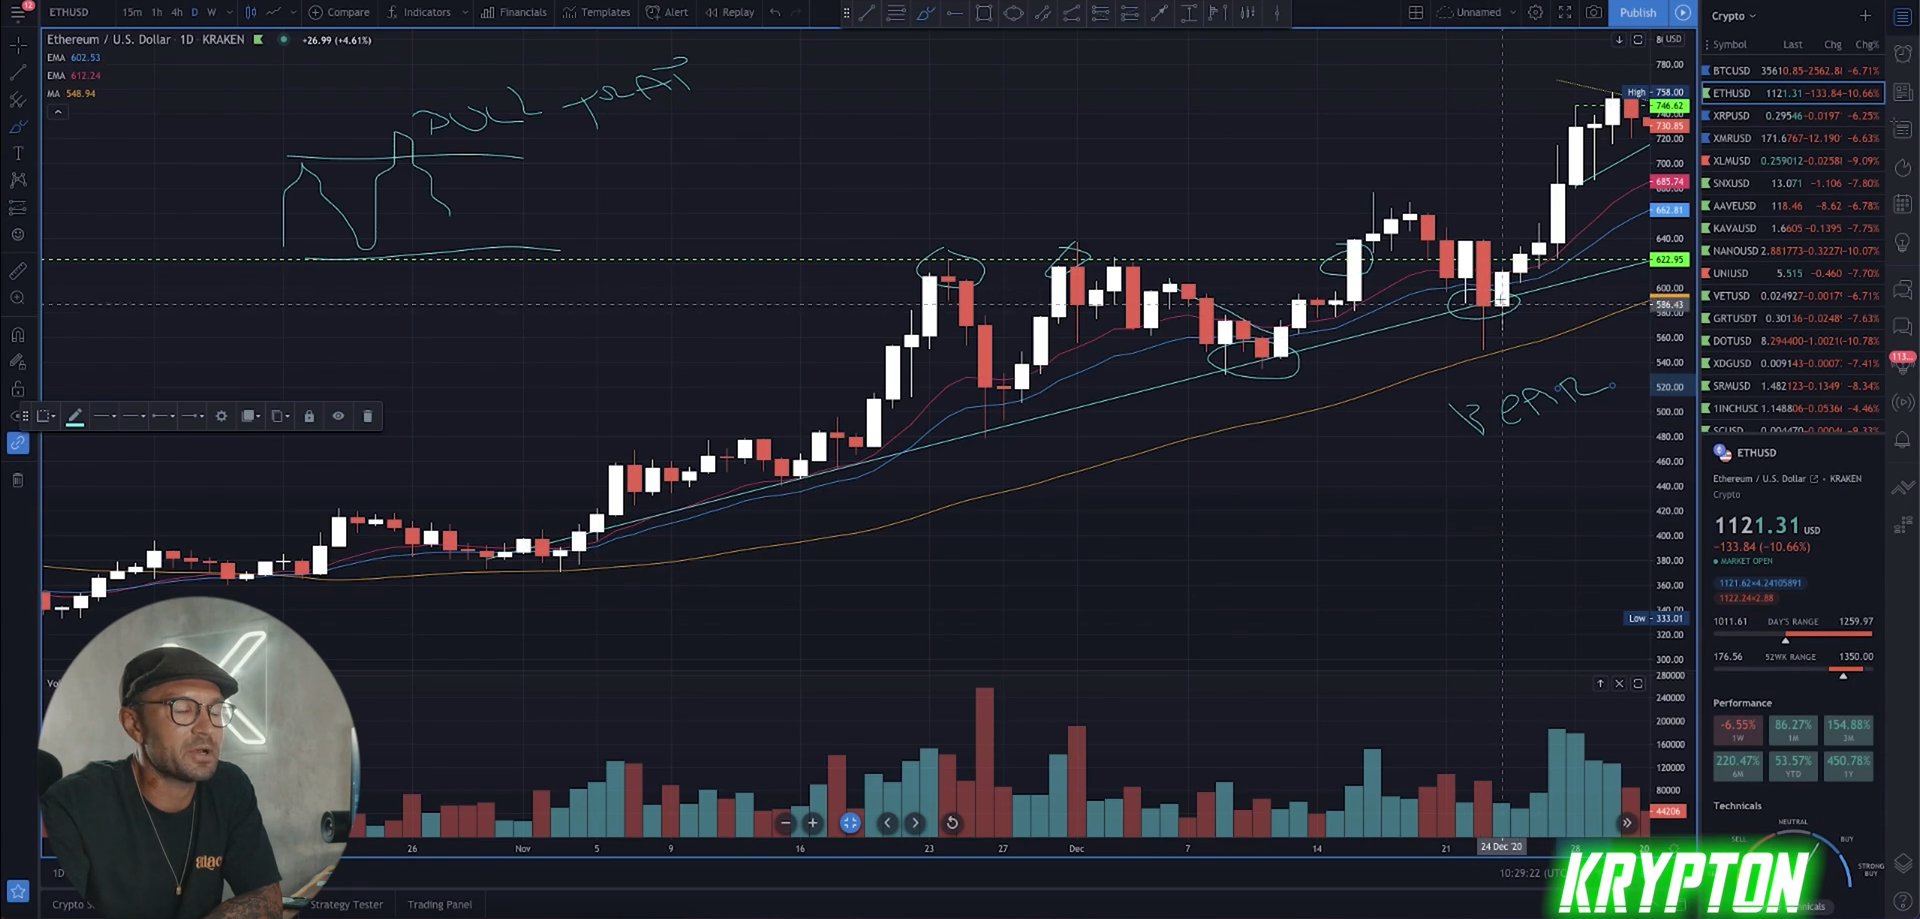 12
ETHUSD 15m 1h 4h D W Compare Indicators Financials Templates Alert Replay Unnamed Publish
Ethereum / U.S. Dollar · 1D · KRAKEN +26.99 (+4.61%)
EMA 602.53
EMA 612.24
MA 548.94
PULL TRAP
BEAR
USD
780.00
High 758.00
746.62
730.85
720.00
700.00
685.74
662.81
640.00
622.95
600.00
586.43
580.00
560.00
540.00
520.00
500.00
480.00
460.00
440.00
420.00
400.00
380.00
360.00
340.00
Low 333.01
320.00
300.00
280000
240000
200000
160000
120000
80000
44206
26 Nov 5 9 16 23 27 Dec 7 14 21 24 Dec '20 28
1D
10:29:22 (UTC
Strategy Tester Trading Panel
Crypto
Symbol Last Chg Chg%
BTCUSD 35610.85 -2562.8 -6.71%
ETHUSD 1121.31 -133.84 -10.66%
XRPUSD 0.29546 -0.0197 -6.25%
XMRUSD 171.6767 -12.190 -6.63%
XLMUSD 0.259012 -0.0258 -9.09%
SNXUSD 13.071 -1.106 -7.80%
AAVEUSD 118.46 -8.62 -6.78%
KAVAUSD 1.6605 -0.1395 -7.75%
NANOUSD 2.881773 -0.3227 -10.07%
UNIUSD 5.515 -0.460 -7.70%
VETUSD 0.024927 -0.0017 -6.71%
GRTUSDT 0.30136 -0.0248 -7.63%
DOTUSD 8.294400 -1.0021 -10.78%
XDGUSD 0.009143 -0.0007 -7.41%
SRMUSD 1.482123 -0.1349 -8.34%
1INCHUSD 1.148806 -0.0536 -4.46%
ETHUSD
Ethereum / U.S. Dollar · KRAKEN
Crypto
1121.31 USD
−133.84 (−10.66%)
MARKET OPEN
1121.62×4.24105891
1122.24×2.88
1011.61 DAY'S RANGE 1259.97
176.56 52WK RANGE 1350.00
Performance
-6.55% 86.27% 154.88%
1W 1M 3M
220.47% 53.57% 450.78%
6M YTD 1Y
Technicals
NEUTRAL
SELL BUY
STRONG BUY
KRYPTON